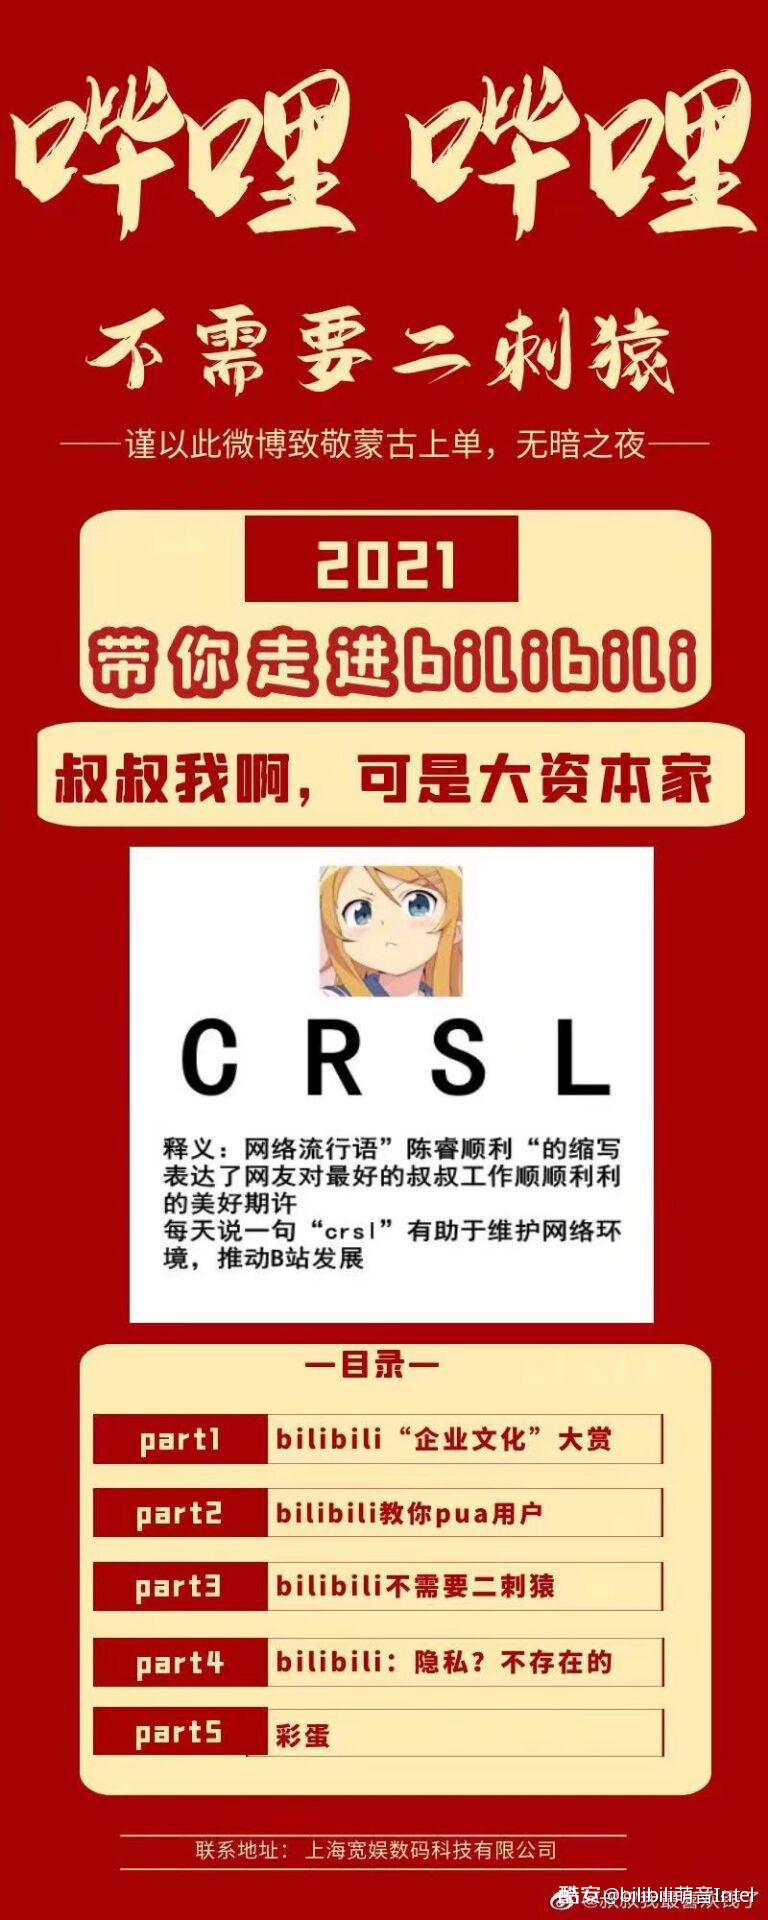 哔哩 哔哩
不需要二刺猿
——谨以此微博致敬蒙古上单，无暗之夜——
2021
带你走进bilibili
叔叔我啊，可是大资本家
CRSL
释义：网络流行语”陈睿顺利“的缩写
表达了网友对最好的叔叔工作顺顺利利
的美好期许
每天说一句“crsl”有助于维护网络环
境，推动B站发展
—目录—
part1 bilibili“企业文化”大赏
part2 bilibili教你pua用户
part3 bilibili不需要二刺猿
part4 bilibili：隐私？不存在的
part5 彩蛋
联系地址：上海宽娱数码科技有限公司
酷安@bilibili萌音Intel